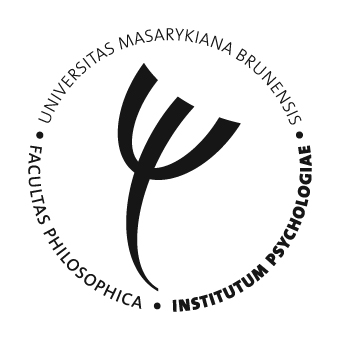 UNIVERSITAS MASARYKIANA BRUNENSIS
FACULTAS PHILOSOPHICA
INSTITUTUM PSYCHOLOGIAE